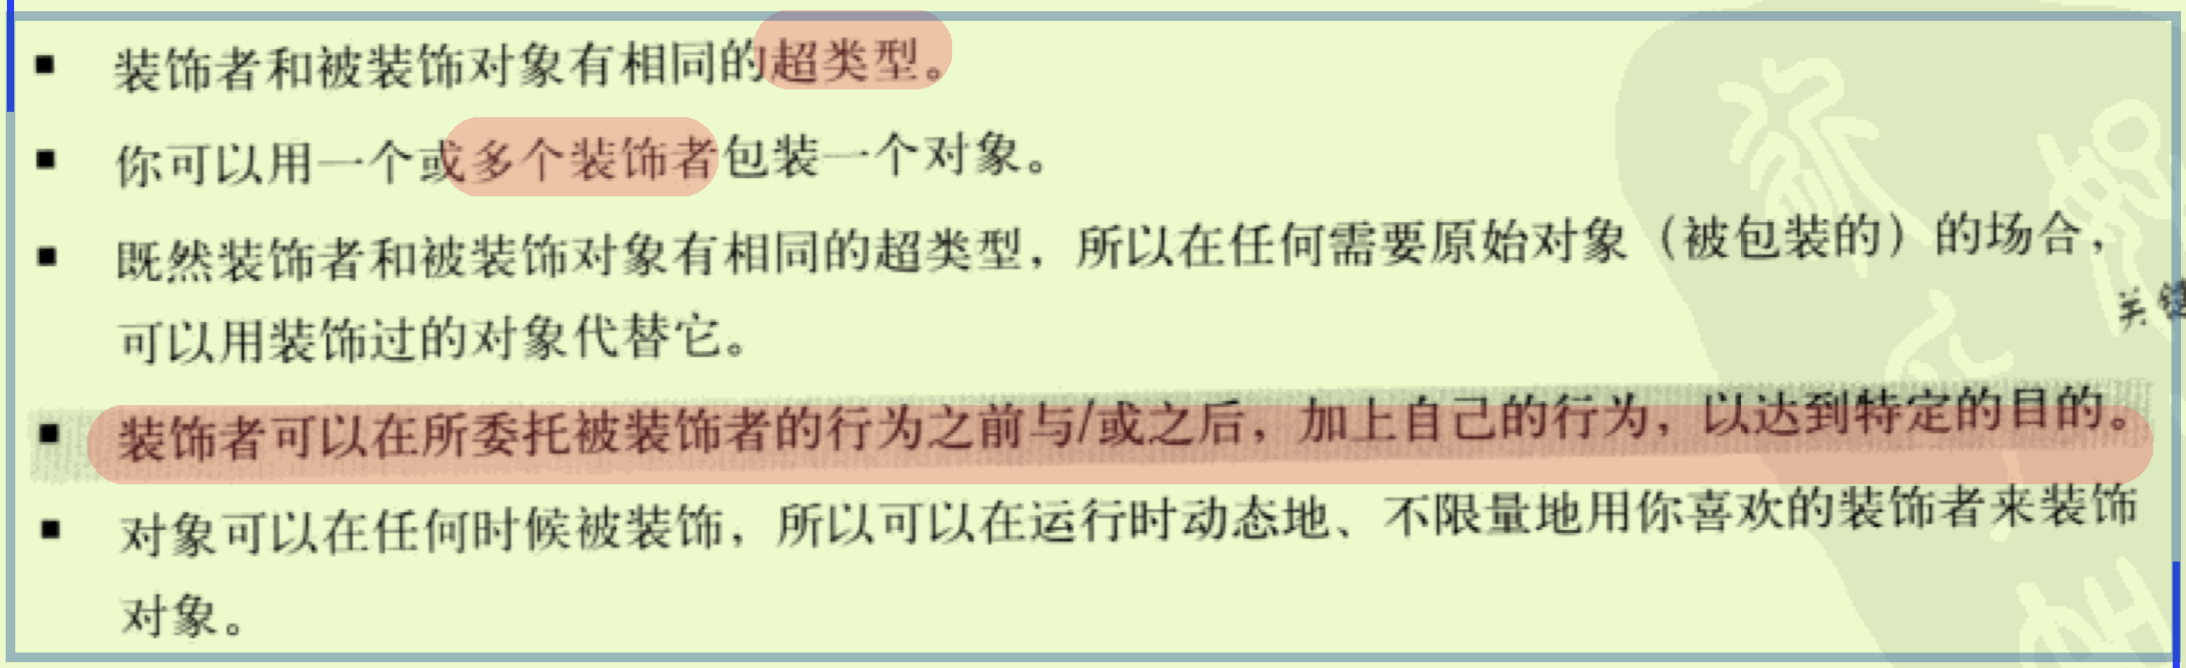 ■ 装饰者和被装饰对象有相同的超类型。
■ 你可以用一个或多个装饰者包装一个对象。
■ 既然装饰者和被装饰对象有相同的超类型，所以在任何需要原始对象（被包装的）的场合，
可以用装饰过的对象代替它。
关键
■ 装饰者可以在所委托被装饰者的行为之前与/或之后，加上自己的行为，以达到特定的目的。
■ 对象可以在任何时候被装饰，所以可以在运行时动态地、不限量地用你喜欢的装饰者来装饰
对象。